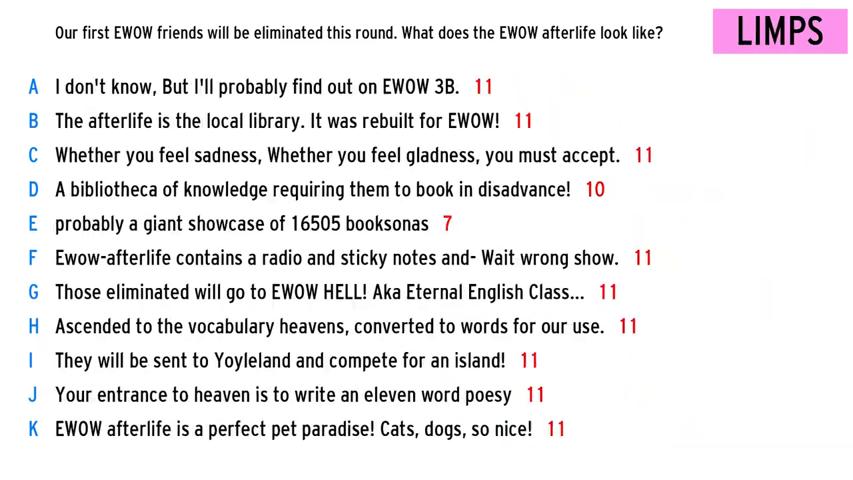 Our first EWOW friends will be eliminated this round. What does the EWOW afterlife look like?
LIMPS
A I don't know, But I'll probably find out on EWOW 3B. 11
B The afterlife is the local library. It was rebuilt for EWOW! 11
C Whether you feel sadness, Whether you feel gladness, you must accept. 11
D A bibliotheca of knowledge requiring them to book in disadvance! 10
E probably a giant showcase of 16505 booksonas 7
F Ewow-afterlife contains a radio and sticky notes and- Wait wrong show. 11
G Those eliminated will go to EWOW HELL! Aka Eternal English Class... 11
H Ascended to the vocabulary heavens, converted to words for our use. 11
I They will be sent to Yoyleland and compete for an island! 11
J Your entrance to heaven is to write an eleven word poesy 11
K EWOW afterlife is a perfect pet paradise! Cats, dogs, so nice! 11